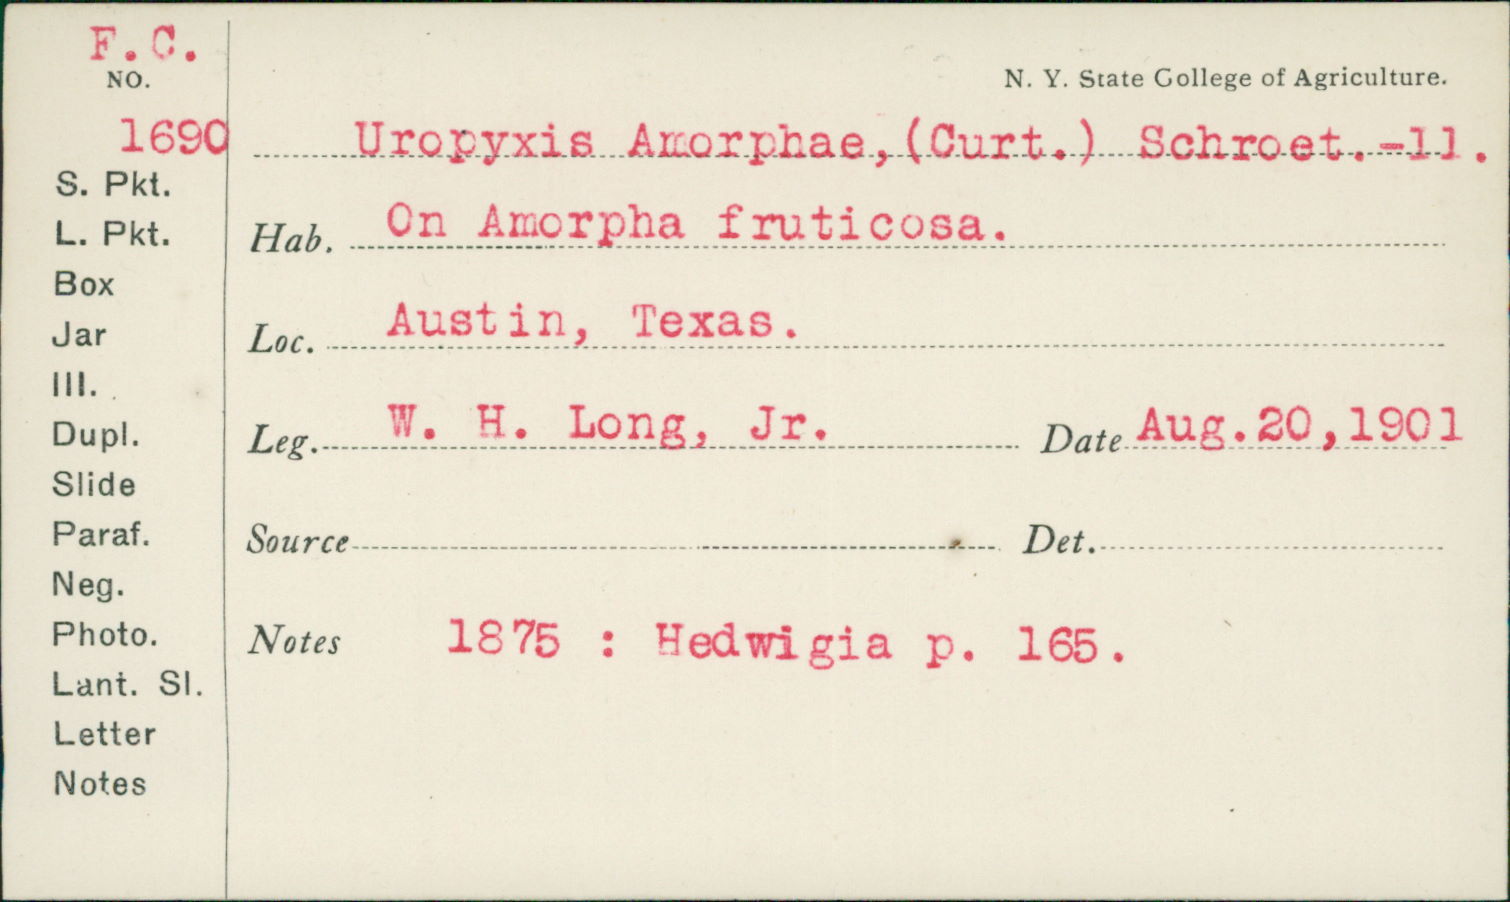 F.C.
NO.
1690
S. Pkt.
L. Pkt.
Box
Jar
Ill.
Dupl.
Slide
Paraf.
Neg.
Photo.
Lant. Sl.
Letter
Notes
N. Y. State College of Agriculture.
Uropyxis Amorphae,(Curt.) Schroet.-11.
Hab. On Amorpha fruticosa.
Loc. Austin, Texas.
Leg. W. H. Long, Jr. Date Aug.20,1901
Source Det.
Notes 1875 : Hedwigia p. 165.